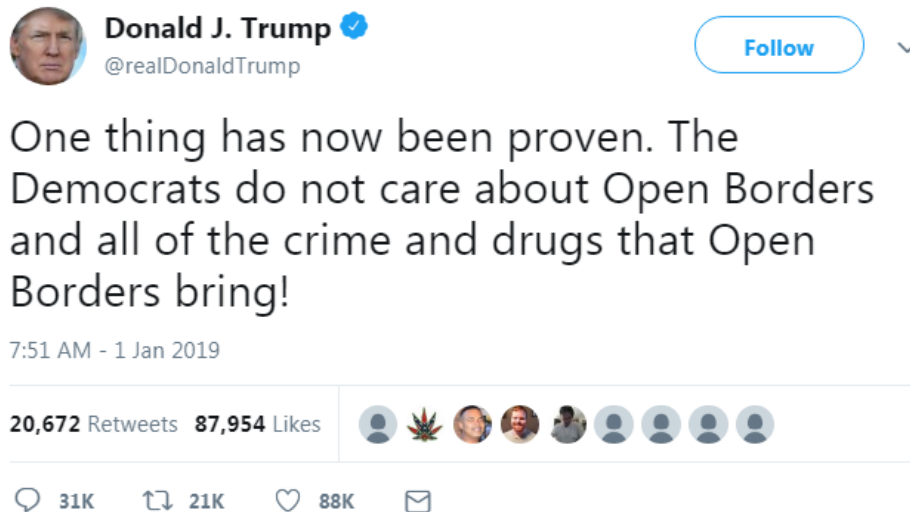 Donald J. Trump
@realDonaldTrump
Follow
One thing has now been proven. The
Democrats do not care about Open Borders
and all of the crime and drugs that Open
Borders bring!
7:51 AM - 1 Jan 2019
20,672 Retweets 87,954 Likes
31K 21K 88K